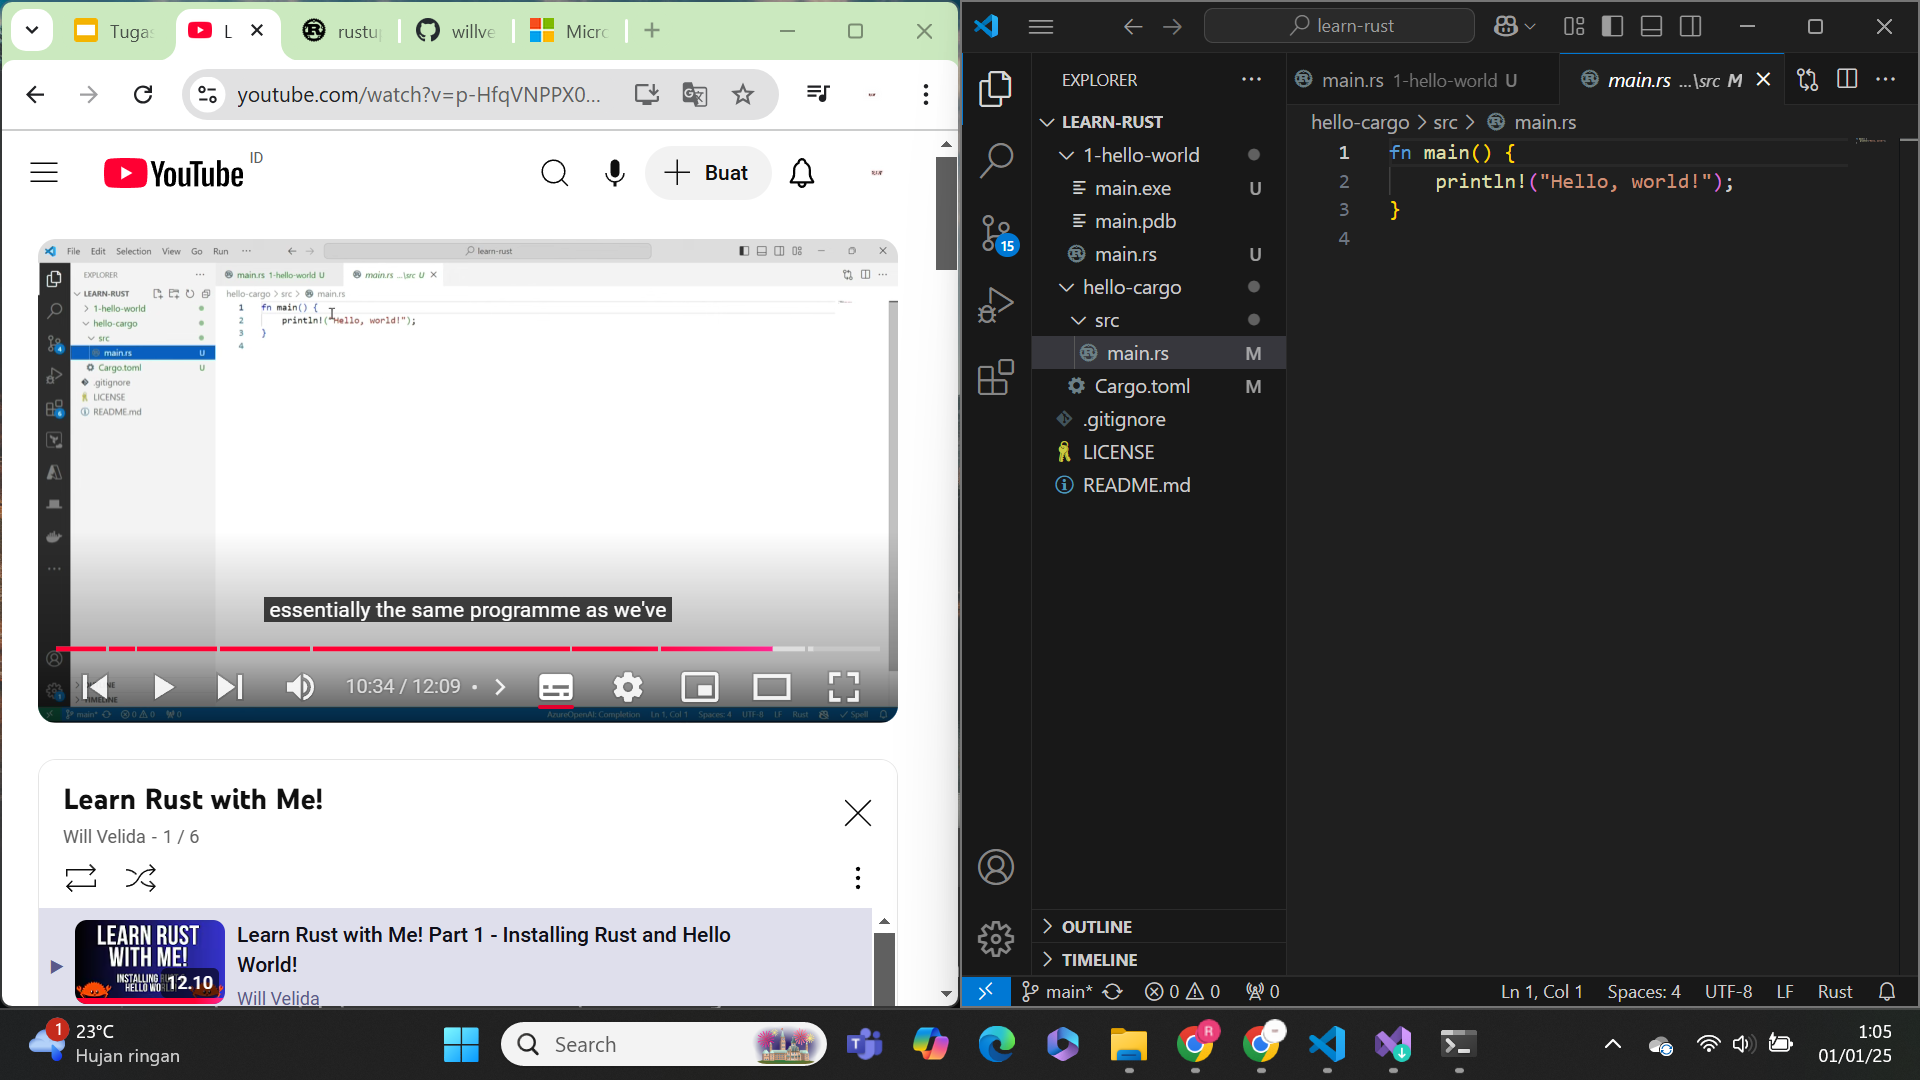 Tugas
L
rustu
willve
Micro
youtube.com/watch?v=p-HfqVNPPX0...
YouTube ID
Buat
File Edit Selection View Go Run ...
learn-rust
EXPLORER
main.rs 1-hello-world U
main.rs ...\src U
LEARN-RUST
hello-cargo > src > main.rs
1-hello-world
hello-cargo
src
main.rs U
Cargo.toml U
.gitignore
LICENSE
README.md
1 fn main() {
2 println!("Hello, world!");
3 }
4
essentially the same programme as we've
10:34 / 12:09
TIMELINE
main* 0 0 0
AzureOpenAI: Completion Ln 1, Col 1 Spaces: 4 UTF-8 LF Rust Spell
Learn Rust with Me!
Will Velida - 1 / 6
LEARN RUST
WITH ME!
12.10
Learn Rust with Me! Part 1 - Installing Rust and Hello
World!
Will Velida
learn-rust
EXPLORER
main.rs 1-hello-world U
main.rs ...\src M
LEARN-RUST
hello-cargo > src > main.rs
1-hello-world
main.exe U
main.pdb
main.rs U
hello-cargo
src
main.rs M
Cargo.toml M
.gitignore
LICENSE
README.md
15
1 fn main() {
2 println!("Hello, world!");
3 }
4
OUTLINE
TIMELINE
main* 0 0 0
Ln 1, Col 1 Spaces: 4 UTF-8 LF Rust
1
23°C
Hujan ringan
Search
R
1:05
01/01/25